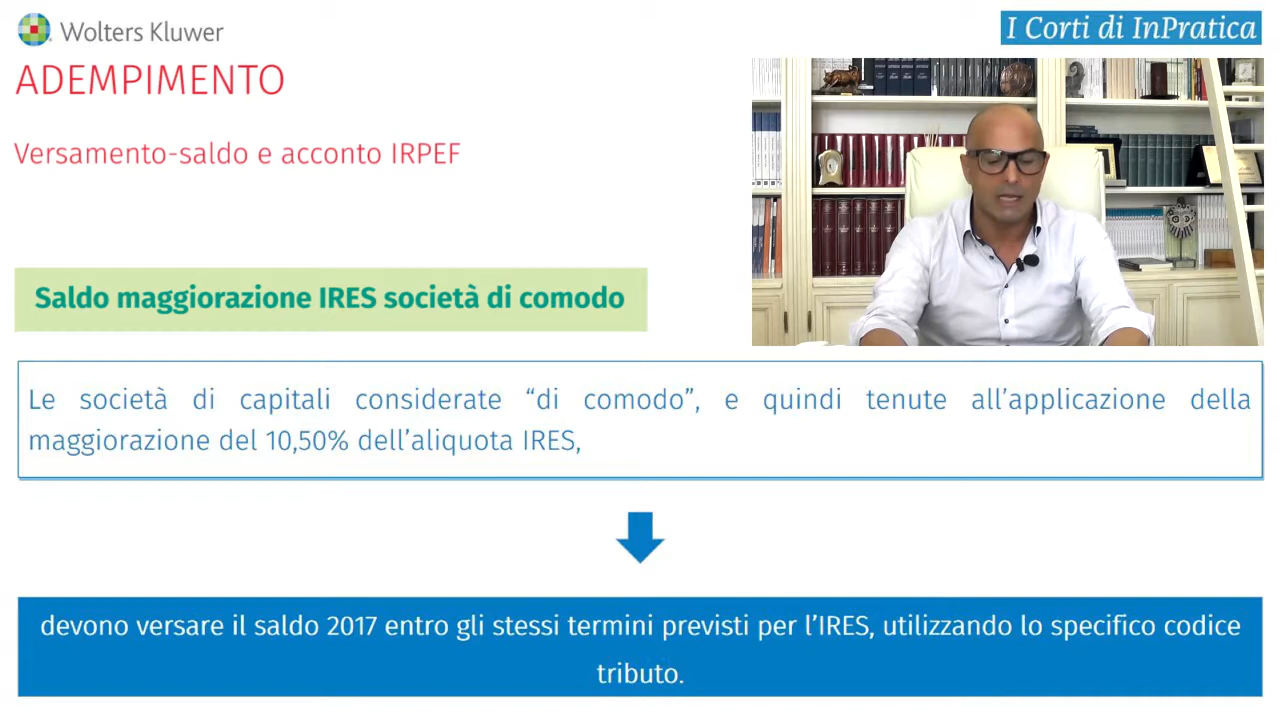 Wolters Kluwer
I Corti di InPratica
ADEMPIMENTO
Versamento-saldo e acconto IRPEF
Saldo maggiorazione IRES società di comodo
Le società di capitali considerate “di comodo”, e quindi tenute all’applicazione della
maggiorazione del 10,50% dell’aliquota IRES,
devono versare il saldo 2017 entro gli stessi termini previsti per l’IRES, utilizzando lo specifico codice
tributo.